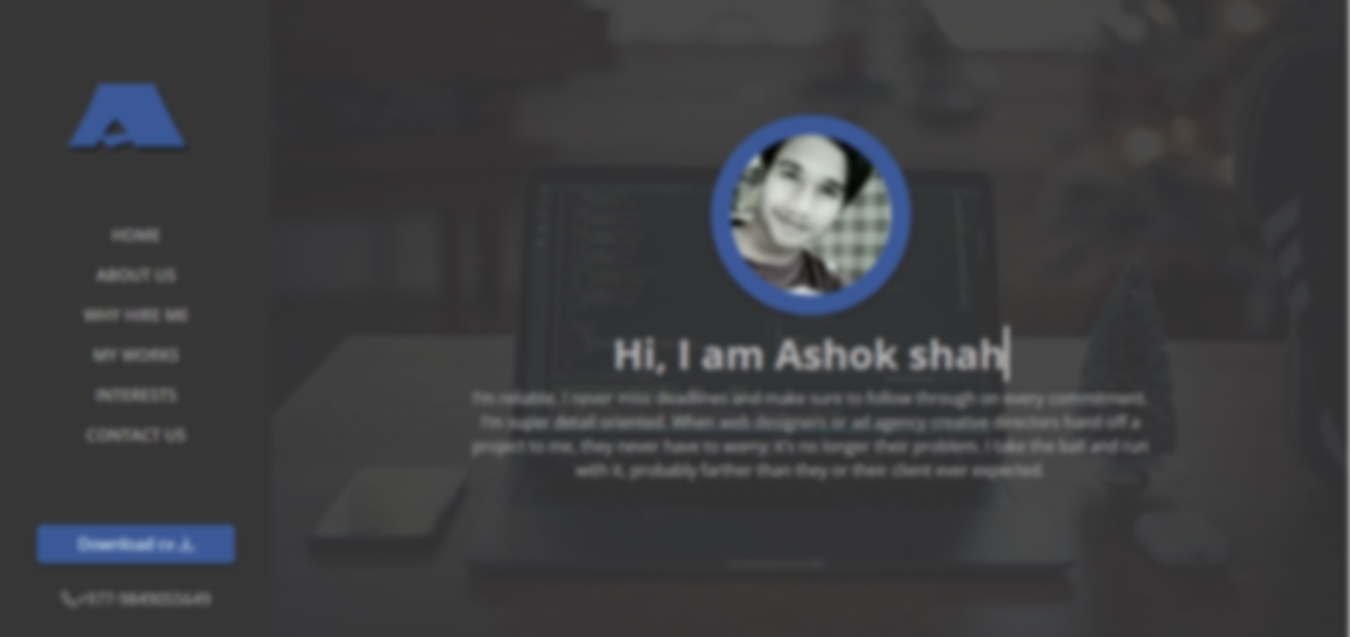 HOME
ABOUT US
WHY HIRE ME
MY WORKS
INTERESTS
CONTACT US
Download cv
Hi, I am Ashok shah
I'm reliable. I never miss deadlines and make sure to follow through on every commitment.
I'm super detail oriented. When web designers or ad agency creative directors hand off a
project to me, they never have to worry; it's no longer their problem. I take the ball and run
with it, probably farther than they or their client ever expected.